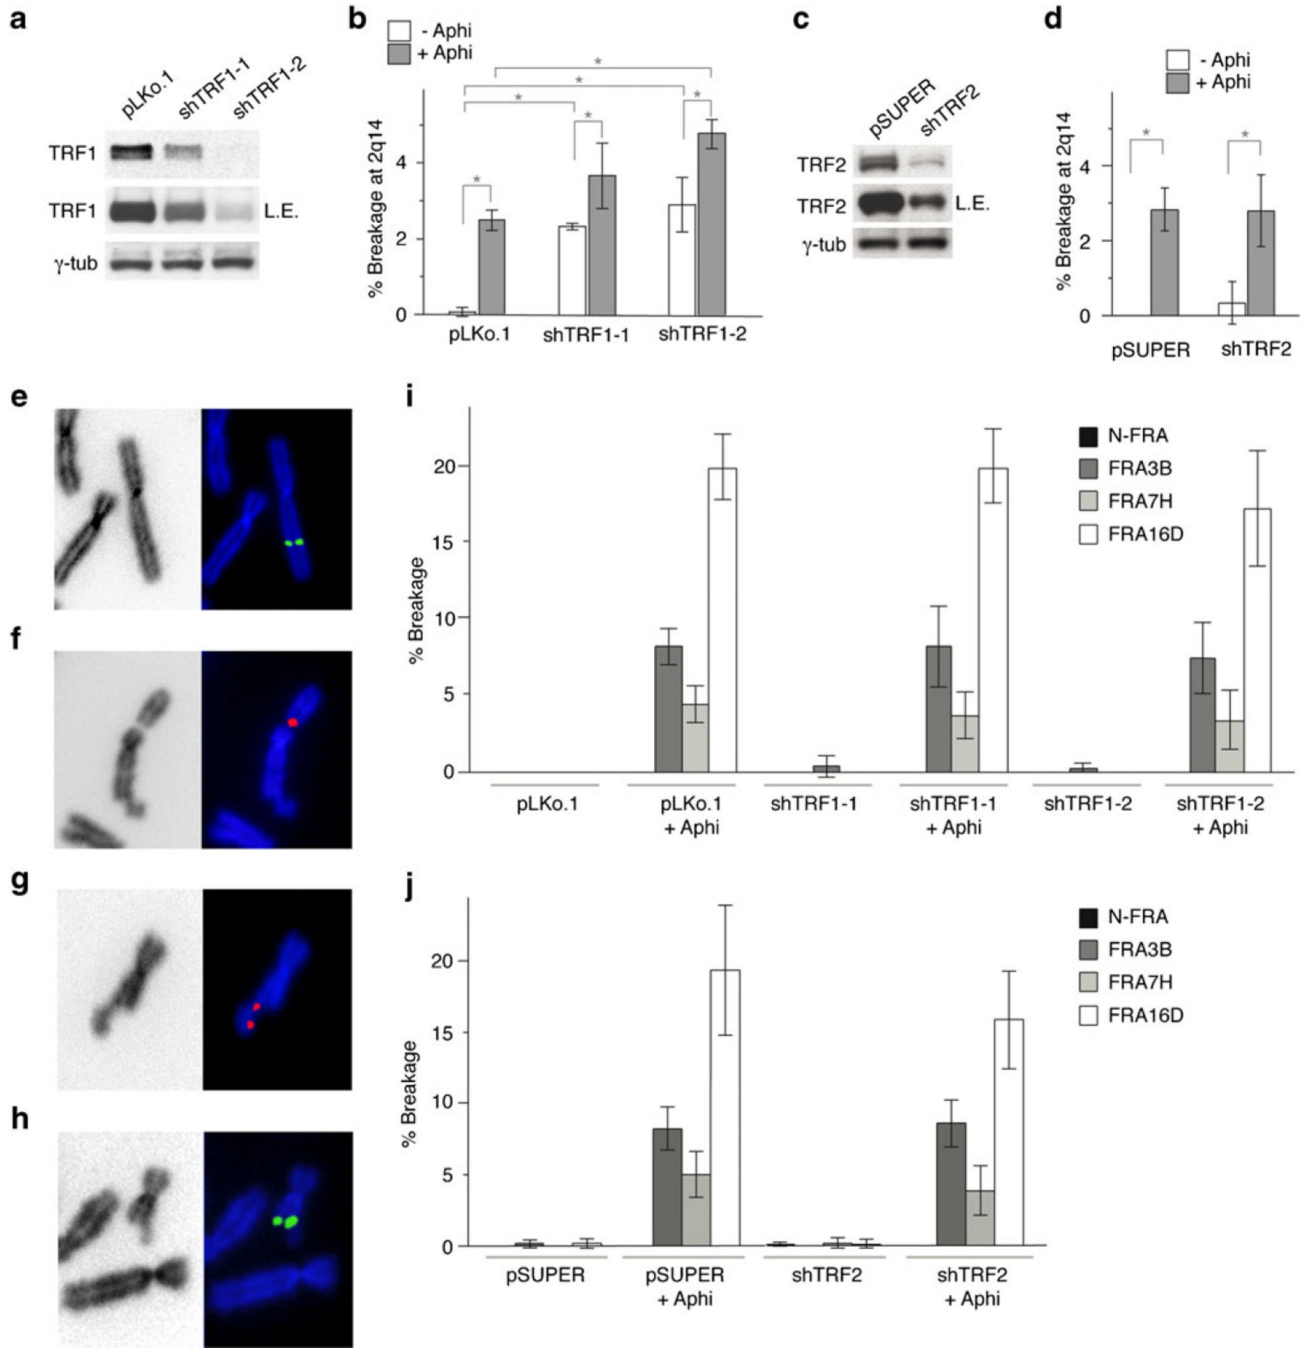 a
pLKo.1
shTRF1-1
shTRF1-2
TRF1
TRF1
L.E.
γ-tub
b
- Aphi
+ Aphi
% Breakage at 2q14
*
*
*
*
*
*
4
2
0
pLKo.1
shTRF1-1
shTRF1-2
c
pSUPER
shTRF2
TRF2
TRF2
L.E.
γ-tub
d
- Aphi
+ Aphi
% Breakage at 2q14
*
*
4
2
0
pSUPER
shTRF2
e
f
g
h
i
N-FRA
FRA3B
FRA7H
FRA16D
% Breakage
20
15
10
5
0
pLKo.1
pLKo.1
+ Aphi
shTRF1-1
shTRF1-1
+ Aphi
shTRF1-2
shTRF1-2
+ Aphi
j
N-FRA
FRA3B
FRA7H
FRA16D
% Breakage
20
15
10
5
0
pSUPER
pSUPER
+ Aphi
shTRF2
shTRF2
+ Aphi